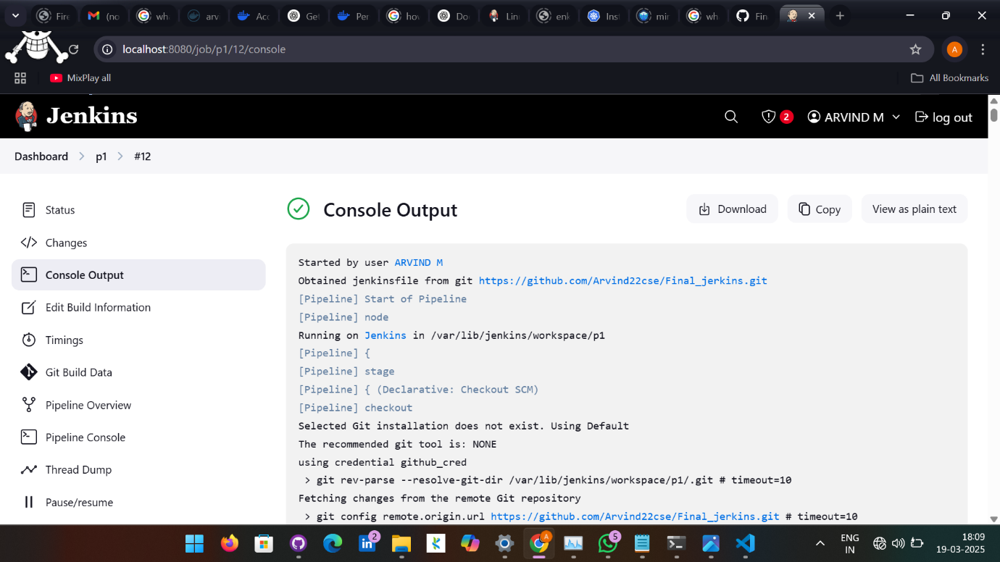 Fire
(no
wh
arv
Acc
Get
Per
hov
Doc
Linu
enk
Inst
mir
wh
Fin
localhost:8080/job/p1/12/console
A
MixPlay all
All Bookmarks
Jenkins
2
ARVIND M
log out
Dashboard
p1
#12
Status
Changes
Console Output
Edit Build Information
Timings
Git Build Data
Pipeline Overview
Pipeline Console
Thread Dump
Pause/resume
Console Output
Download
Copy
View as plain text
Started by user ARVIND M
Obtained jenkinsfile from git https://github.com/Arvind22cse/Final_jerkins.git
[Pipeline] Start of Pipeline
[Pipeline] node
Running on Jenkins in /var/lib/jenkins/workspace/p1
[Pipeline] {
[Pipeline] stage
[Pipeline] { (Declarative: Checkout SCM)
[Pipeline] checkout
Selected Git installation does not exist. Using Default
The recommended git tool is: NONE
using credential github_cred
> git rev-parse --resolve-git-dir /var/lib/jenkins/workspace/p1/.git # timeout=10
Fetching changes from the remote Git repository
> git config remote.origin.url https://github.com/Arvind22cse/Final_jerkins.git # timeout=10
2
A
5
ENG
IN
18:09
19-03-2025